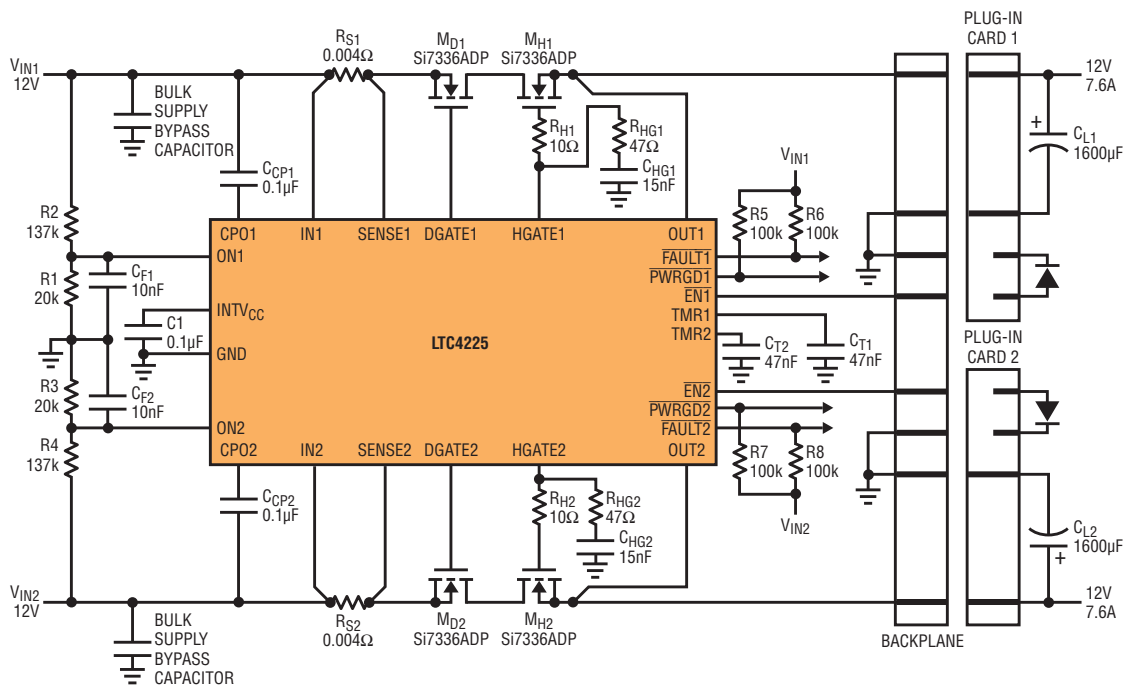 PLUG-IN
CARD 1
RS1
0.004Ω
MD1
Si7336ADP
MH1
Si7336ADP
VIN1
12V
12V
7.6A
BULK
SUPPLY
BYPASS
CAPACITOR
RH1
10Ω
RHG1
47Ω
CHG1
15nF
+
CL1
1600µF
CCP1
0.1µF
VIN1
R2
137k
R5
100k
R6
100k
CPO1
IN1
SENSE1
DGATE1
HGATE1
OUT1
ON1
FAULT1
PWRGD1
EN1
R1
20k
CF1
10nF
INTVCC
TMR1
TMR2
C1
0.1µF
LTC4225
GND
CT2
47nF
CT1
47nF
PLUG-IN
CARD 2
R3
20k
CF2
10nF
EN2
PWRGD2
FAULT2
ON2
R4
137k
CPO2
IN2
SENSE2
DGATE2
HGATE2
OUT2
R7
100k
R8
100k
CCP2
0.1µF
RH2
10Ω
RHG2
47Ω
CHG2
15nF
VIN2
CL2
1600µF
+
VIN2
12V
12V
7.6A
RS2
0.004Ω
MD2
Si7336ADP
MH2
Si7336ADP
BULK
SUPPLY
BYPASS
CAPACITOR
BACKPLANE